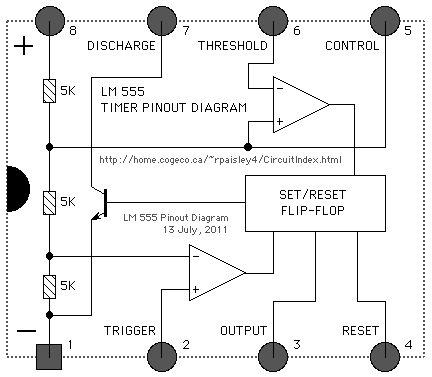 8 7 6 5
+ DISCHARGE THRESHOLD CONTROL
5K
LM 555
TIMER PINOUT DIAGRAM
−
+
http://home.cogeco.ca/~rpaisley4/CircuitIndex.html
5K
SET/RESET
FLIP-FLOP
LM 555 Pinout Diagram
13 July, 2011
−
+
5K
− TRIGGER OUTPUT RESET
1 2 3 4